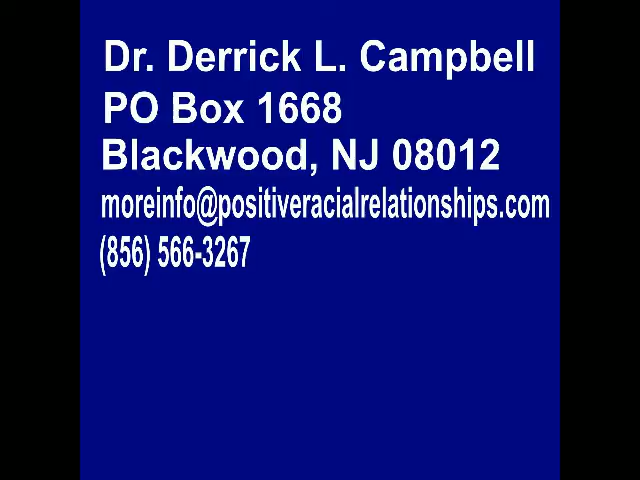 Dr. Derrick L. Campbell
PO Box 1668
Blackwood, NJ 08012
moreinfo@positiveracialrelationships.com
(856) 566-3267